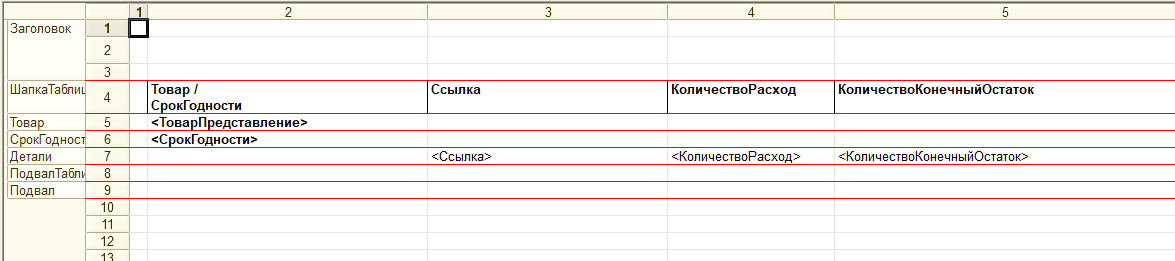 1 2 3 4 5
Заголовок 1
2
3
ШапкаТаблиц 4 Товар / Ссылка КоличествоРасход КоличествоКонечныйОстаток
СрокГодности
Товар 5 <ТоварПредставление>
СрокГодност 6 <СрокГодности>
Детали 7 <Ссылка> <КоличествоРасход> <КоличествоКонечныйОстаток>
ПодвалТабли 8
Подвал 9
10
11
12
13